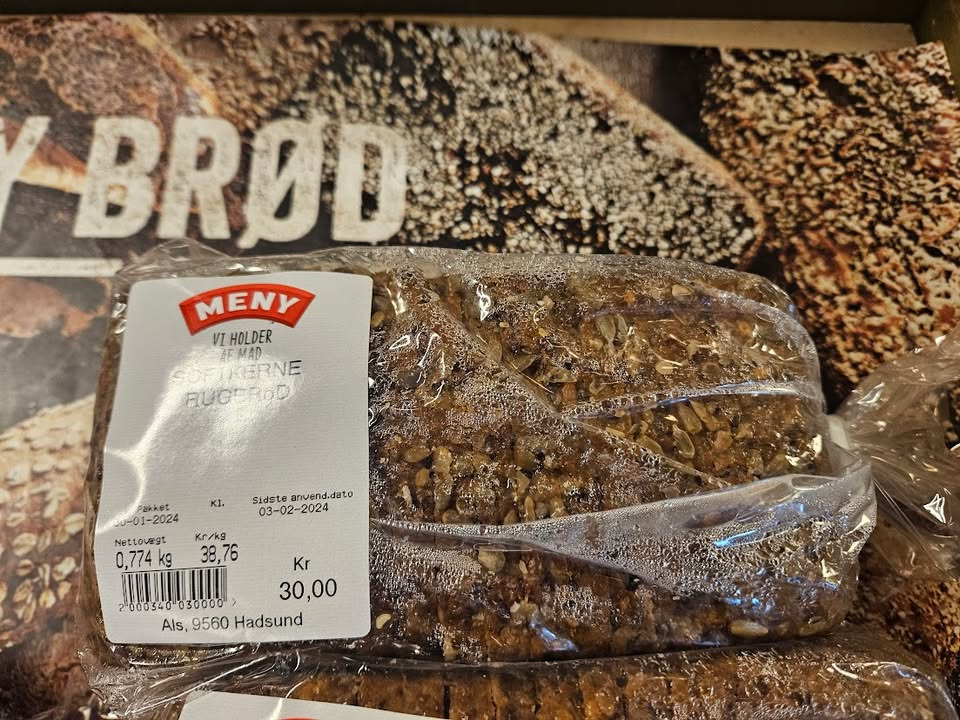 Y BRØD
MENY
VI HOLDER
AF MAD
SOFTKERNE
RUGBRøD
Pakket Kl. Sidste anvend.dato
30-01-2024 03-02-2024
Nettovægt Kr/kg
0,774 kg 38,76
Kr
30,00
2 000340 030000 >
Als, 9560 Hadsund